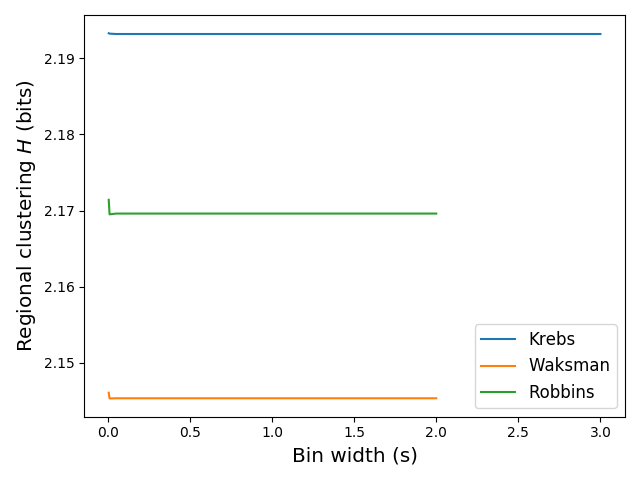 Regional clustering H (bits)
2.19
2.18
2.17
2.16
2.15
0.0 0.5 1.0 1.5 2.0 2.5 3.0
Bin width (s)
Krebs
Waksman
Robbins